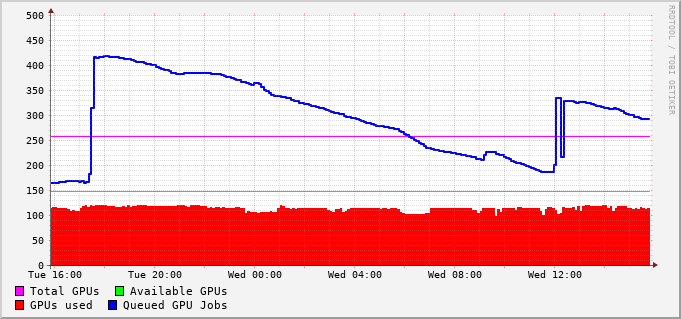 500
450
400
350
300
250
200
150
100
50
0
Tue 16:00 Tue 20:00 Wed 00:00 Wed 04:00 Wed 08:00 Wed 12:00
Total GPUs Available GPUs
GPUs used Queued GPU Jobs
RRDTOOL / TOBI OETIKER